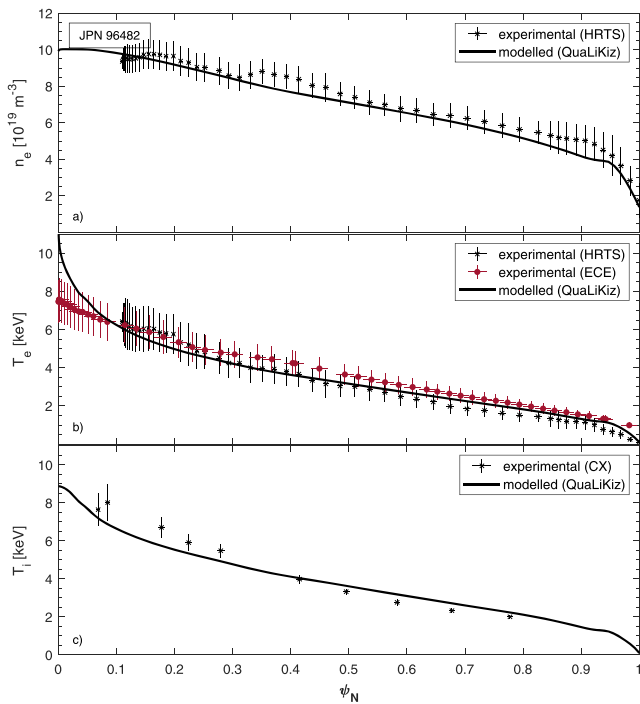 12
10
8
6
4
2
n_e [10^19 m^-3]
JPN 96482
experimental (HRTS)
modelled (QuaLiKiz)
a)
10
8
6
4
2
T_e [keV]
experimental (HRTS)
experimental (ECE)
modelled (QuaLiKiz)
b)
10
8
6
4
2
0
T_i [keV]
experimental (CX)
modelled (QuaLiKiz)
c)
0 0.1 0.2 0.3 0.4 0.5 0.6 0.7 0.8 0.9 1
ψ_N